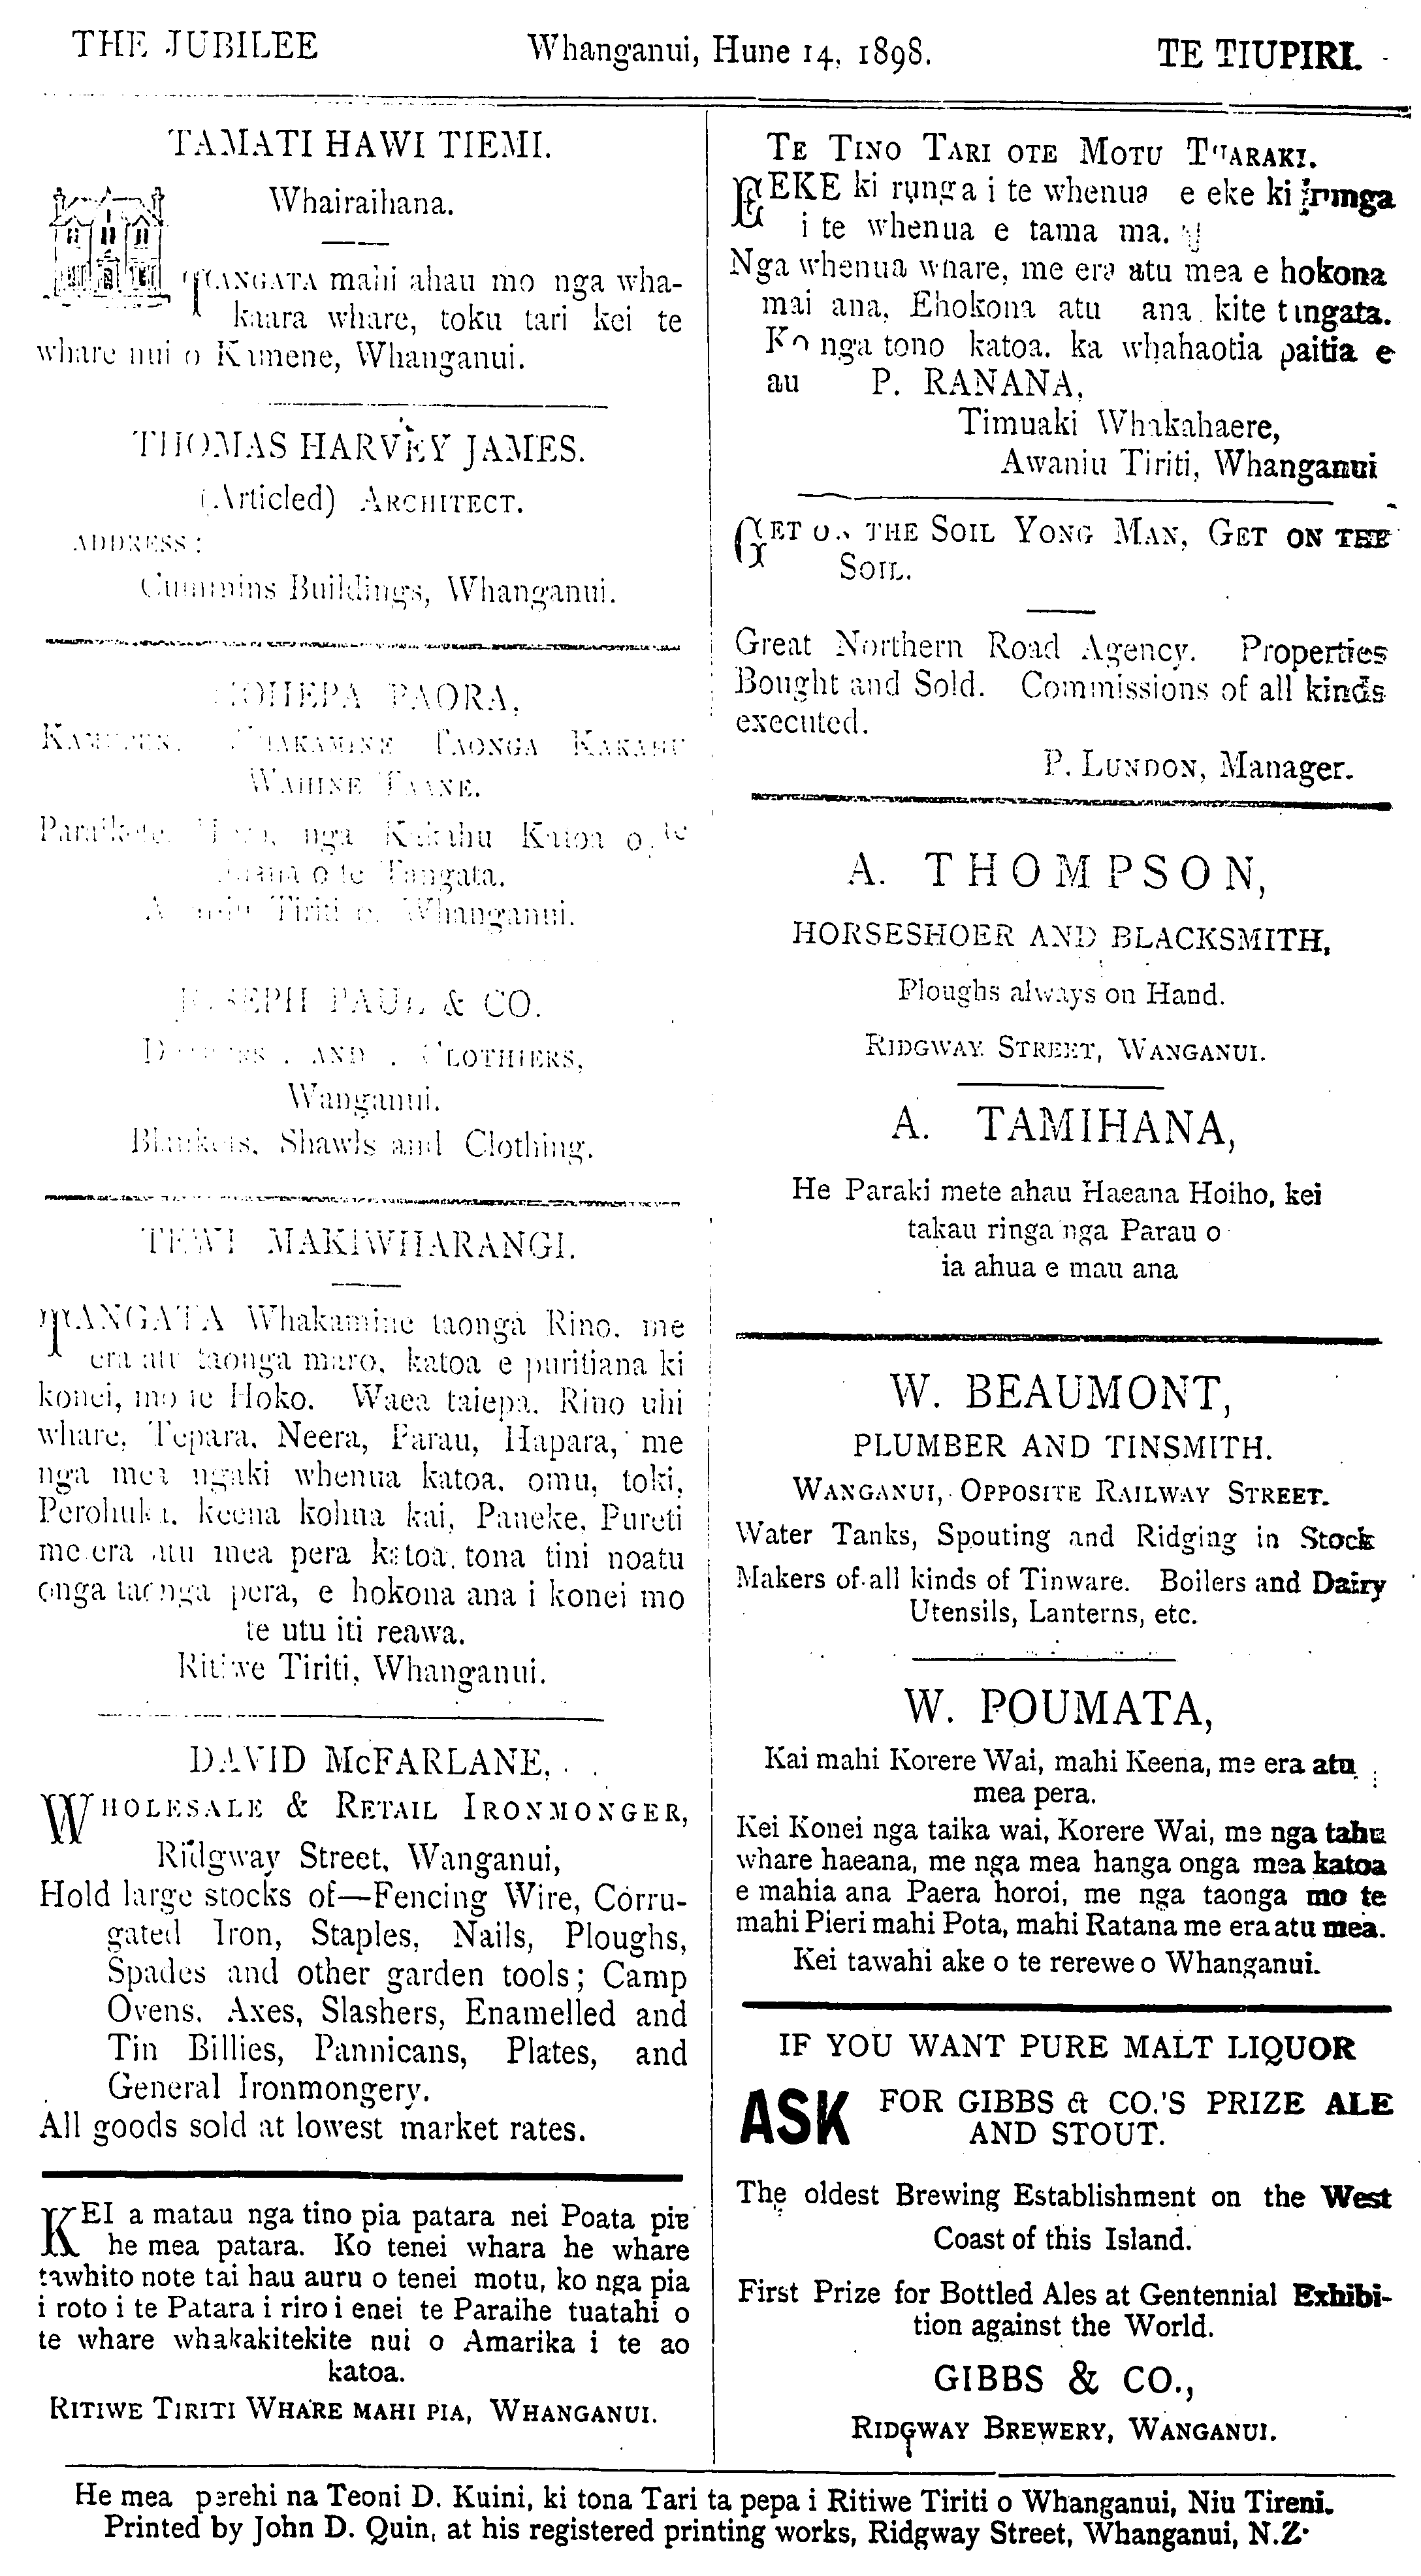 THE JUBILEE
Whanganui, Hune 14, 1898.
TE TIUPIRI.
TAMATI HAWI TIEMI.
Whairaihana.
TANGATA mahi ahau mo nga wha-
kaara whare, toku tari kei te
whare nui o Kamene, Whanganui.
THOMAS HARVEY JAMES.
(Articled) ARCHITECT.
ADDRESS:
Cummins Buildings, Whanganui.
HOHEPA PAORA,
WHAKAMINE TAONGA KAKAHU
WAHINE TAANE.
nga Kakahu Katoa o te
o te Tangata.
Tiriti o Whanganui.
JOSEPH PAUL & CO.
AND CLOTHIERS,
Wanganui.
Blankets, Shawls and Clothing.
TEWI MAKIWHARANGI.
TANGATA Whakamine taonga Rino, me
era atu taonga maro, katoa e puritiana ki
konei, mo te Hoko. Waea taiepa, Rino uhi
whare, Tepara, Neera, Parau, Hapara, me
nga mea ngaki whenua katoa, omu, toki,
Perohuka, keena kohua kai, Paneke, Pureti
me era atu mea pera katoa, tona tini noatu
onga taonga pera, e hokona ana i konei mo
te utu iti reawa.
Ritiwe Tiriti, Whanganui.
DAVID McFARLANE,
WHOLESALE & RETAIL IRONMONGER,
Ridgway Street, Wanganui,
Hold large stocks of—Fencing Wire, Corru-
gated Iron, Staples, Nails, Ploughs,
Spades and other garden tools; Camp
Ovens, Axes, Slashers, Enamelled and
Tin Billies, Pannicans, Plates, and
General Ironmongery.
All goods sold at lowest market rates.
KEI a matau nga tino pia patara nei Poata pie
he mea patara. Ko tenei whara he whare
tawhito note tai hau auru o tenei motu, ko nga pia
i roto i te Patara i riro i enei te Paraihe tuatahi o
te whare whakakitekite nui o Amarika i te ao
katoa.
RITIWE TIRITI WHARE MAHI PIA, WHANGANUI.
TE TINO TARI OTE MOTU TUARAKI.
EEKE ki runga i te whenua e eke ki runga
i te whenua e tama ma.
Nga whenua whare, me era atu mea e hokona
mai ana, Ehokona atu ana kite tangata.
Ko nga tono katoa, ka whahaotia paitia e
au P. RANANA,
Timuaki Whakahaere,
Awaniu Tiriti, Whanganui
GET ON THE SOIL YONG MAN, GET ON THE
SOIL.
Great Northern Road Agency. Properties
Bought and Sold. Commissions of all kinds
executed.
P. LUNDON, Manager.
A. THOMPSON,
HORSESHOER AND BLACKSMITH,
Ploughs always on Hand.
RIDGWAY STREET, WANGANUI.
A. TAMIHANA,
He Paraki mete ahau Haeana Hoiho, kei
takau ringa nga Parau o
ia ahua e mau ana
W. BEAUMONT,
PLUMBER AND TINSMITH.
WANGANUI, OPPOSITE RAILWAY STREET.
Water Tanks, Spouting and Ridging in Stock
Makers of all kinds of Tinware. Boilers and Dairy
Utensils, Lanterns, etc.
W. POUMATA,
Kai mahi Korere Wai, mahi Keena, me era atu
mea pera.
Kei Konei nga taika wai, Korere Wai, me nga tahu
whare haeana, me nga mea hanga onga mea katoa
e mahia ana Paera horoi, me nga taonga mo te
mahi Pieri mahi Pota, mahi Ratana me era atu mea.
Kei tawahi ake o te rerewe o Whanganui.
IF YOU WANT PURE MALT LIQUOR
ASK FOR GIBBS & CO.'S PRIZE ALE
AND STOUT.
The oldest Brewing Establishment on the West
Coast of this Island.
First Prize for Bottled Ales at Gentennial Exhibi-
tion against the World.
GIBBS & CO.,
RIDGWAY BREWERY, WANGANUI.
He mea perehi na Teoni D. Kuini, ki tona Tari ta pepa i Ritiwe Tiriti o Whanganui, Niu Tireni.
Printed by John D. Quin, at his registered printing works, Ridgway Street, Whanganui, N.Z.